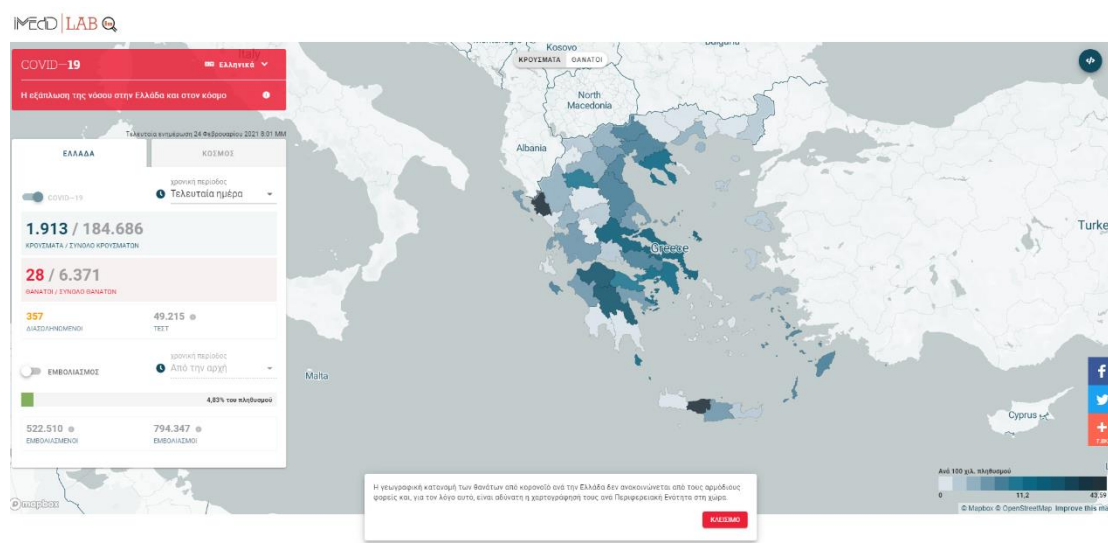 iMEdD LAB
COVID—19
Ελληνικά
Η εξάπλωση της νόσου στην Ελλάδα και στον κόσμο
Τελευταία ενημέρωση 24 Φεβρουαρίου 2021 8:01 ΜΜ
ΕΛΛΑΔΑ
ΚΟΣΜΟΣ
COVID-19
χρονική περίοδος
Τελευταία ημέρα
1.913 / 184.686
ΚΡΟΥΣΜΑΤΑ / ΣΥΝΟΛΟ ΚΡΟΥΣΜΑΤΩΝ
28 / 6.371
ΘΑΝΑΤΟΙ / ΣΥΝΟΛΟ ΘΑΝΑΤΩΝ
357
ΔΙΑΣΩΛΗΝΩΜΕΝΟΙ
49.215
ΤΕΣΤ
ΕΜΒΟΛΙΑΣΜΟΣ
χρονική περίοδος
Από την αρχή
4,83% του πληθυσμού
522.510
ΕΜΒΟΛΙΑΣΜΕΝΟΙ
794.347
ΕΜΒΟΛΙΑΣΜΟΙ
mapbox
ΚΡΟΥΣΜΑΤΑ
ΘΑΝΑΤΟΙ
Italy
Kosovo
North
Macedonia
Albania
Greece
Turke
Malta
Cyprus
Η γεωγραφική κατανομή των θανάτων από κορονοϊό ανά την Ελλάδα δεν ανακοινώνεται από τους αρμόδιους
φορείς και, για τον λόγο αυτό, είναι αδύνατη η χαρτογράφησή τους ανά Περιφερειακή Ενότητα στη χώρα.
ΚΛΕΙΣΙΜΟ
Ανά 100 χιλ. πληθυσμού
0
11,2
43,59
© Mapbox © OpenStreetMap Improve this ma